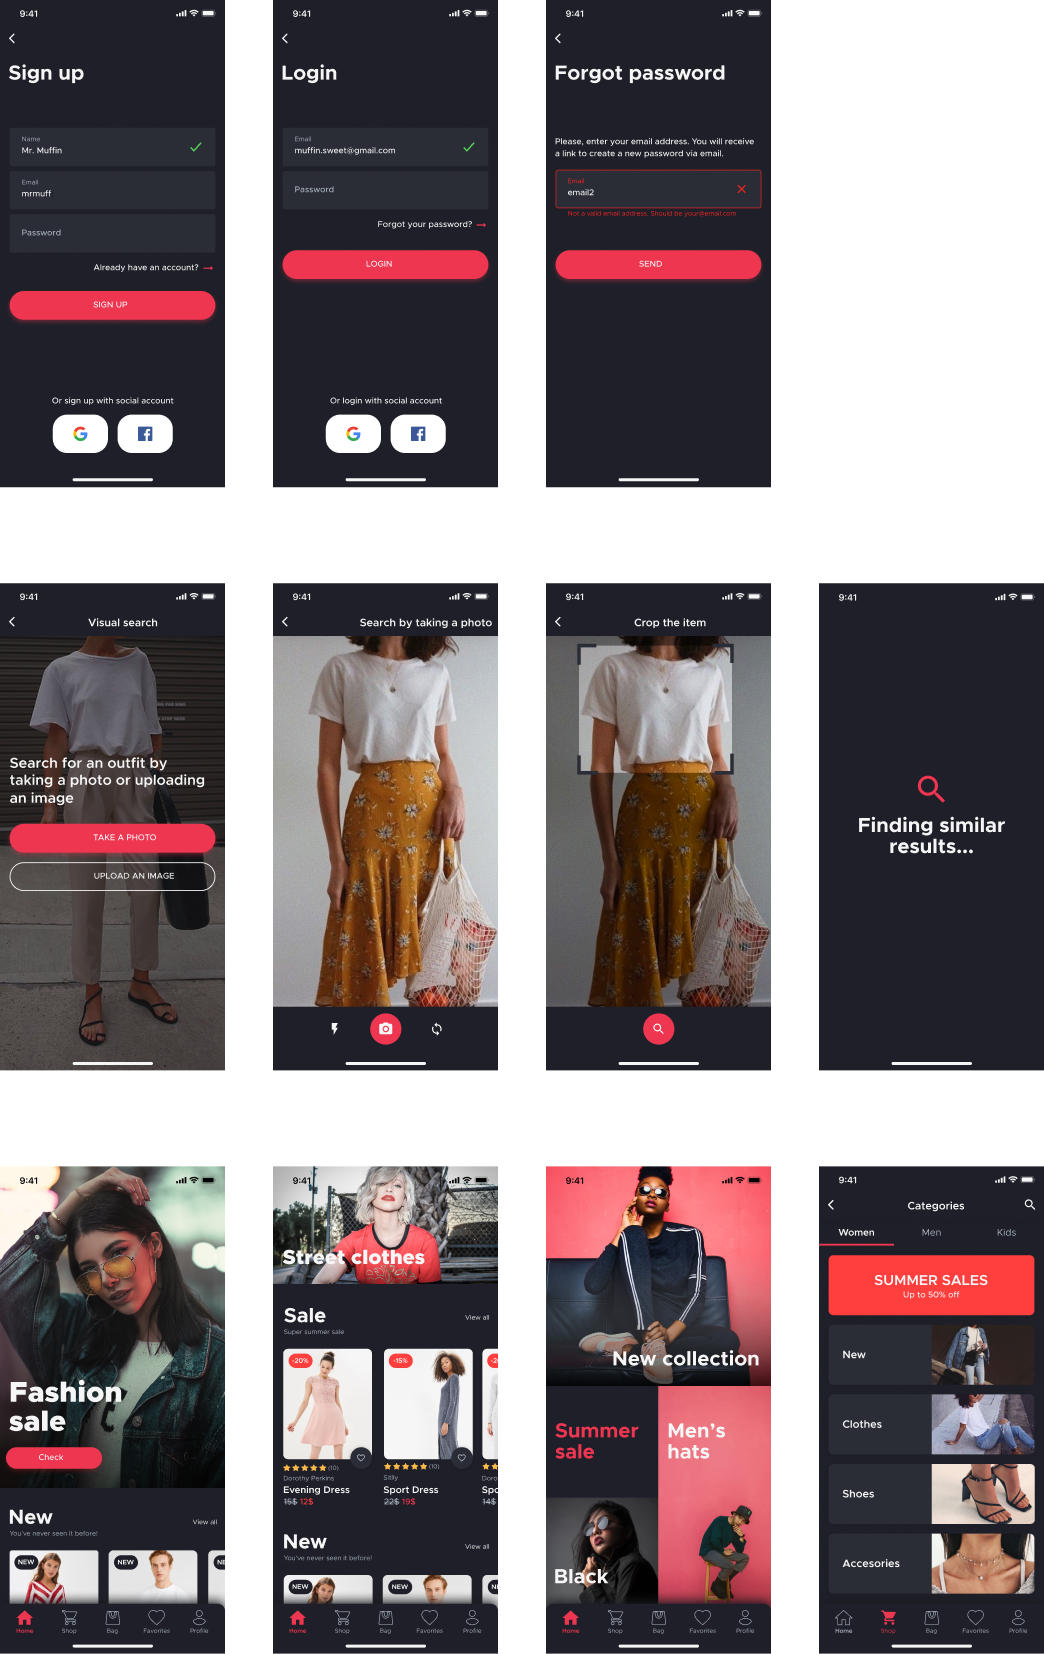 9:41
Sign up
Name
Mr. Muffin
Email
mrmuff
Password
Already have an account?
SIGN UP
Or sign up with social account
9:41
Login
Email
muffin.sweet@gmail.com
Password
Forgot your password?
LOGIN
Or login with social account
9:41
Forgot password
Please, enter your email address. You will receive
a link to create a new password via email.
Email
email2
Not a valid email address. Should be your@email.com
SEND
9:41
Visual search
Search for an outfit by
taking a photo or uploading
an image
TAKE A PHOTO
UPLOAD AN IMAGE
9:41
Search by taking a photo
9:41
Crop the item
9:41
Finding similar
results...
9:41
Fashion
sale
Check
New
View all
You've never seen it before!
NEW
NEW
NE
Home
Shop
Bag
Favorites
Profile
9:41
Street clothes
Sale
View all
Super summer sale
-20%
-15%
-2
(10)
(10)
Dorothy Perkins
Sitlly
Doro
Evening Dress
Sport Dress
Spo
15$ 12$
22$ 19$
14$
New
View all
You've never seen it before!
NEW
NEW
NE
Home
Shop
Bag
Favorites
Profile
9:41
New collection
Summer
sale
Men's
hats
Black
Home
Shop
Bag
Favorites
Profile
9:41
Categories
Women
Men
Kids
SUMMER SALES
Up to 50% off
New
Clothes
Shoes
Accesories
Home
Shop
Bag
Favorites
Profile